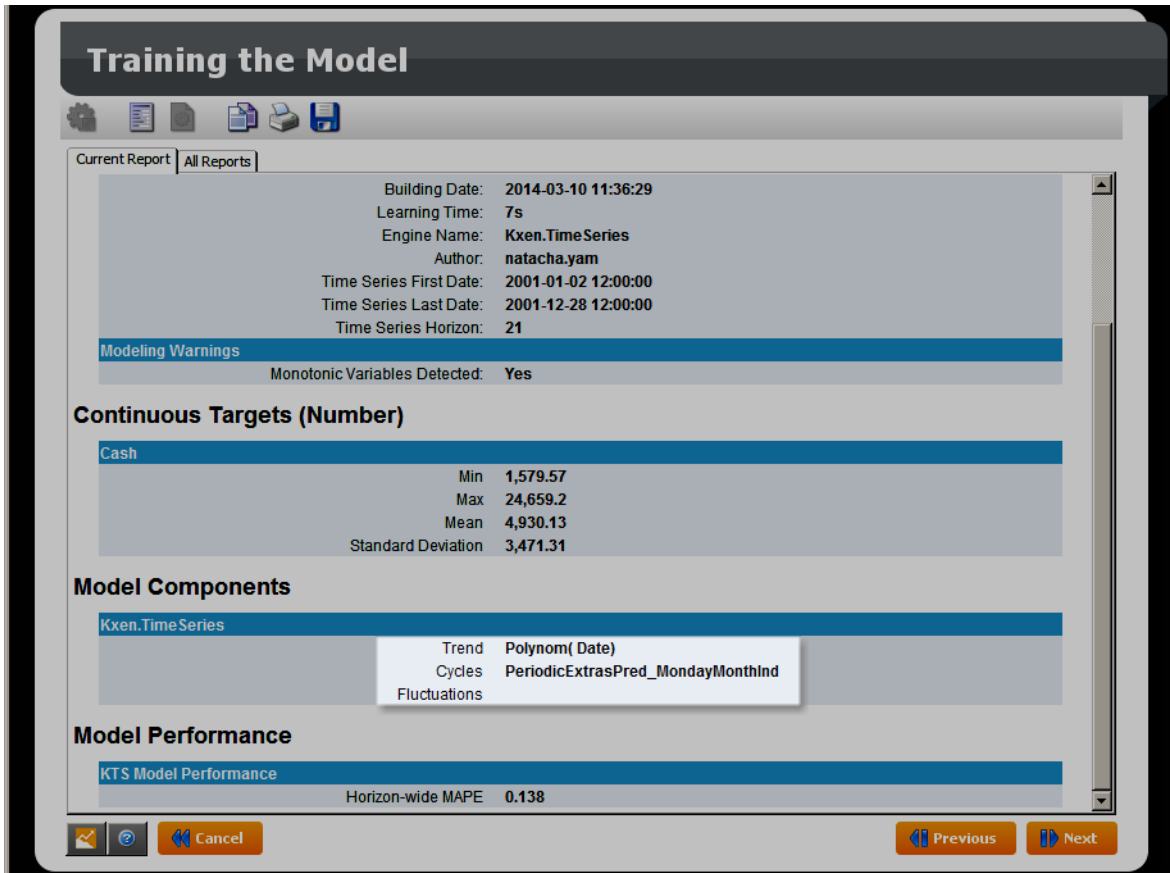 Training the Model
Current Report All Reports
Building Date: 2014-03-10 11:36:29
Learning Time: 7s
Engine Name: Kxen.TimeSeries
Author: natacha.yam
Time Series First Date: 2001-01-02 12:00:00
Time Series Last Date: 2001-12-28 12:00:00
Time Series Horizon: 21
Modeling Warnings
Monotonic Variables Detected: Yes
Continuous Targets (Number)
Cash
Min 1,579.57
Max 24,659.2
Mean 4,930.13
Standard Deviation 3,471.31
Model Components
Kxen.TimeSeries
Trend Polynom( Date)
Cycles PeriodicExtrasPred_MondayMonthInd
Fluctuations
Model Performance
KTS Model Performance
Horizon-wide MAPE 0.138
Cancel Previous Next